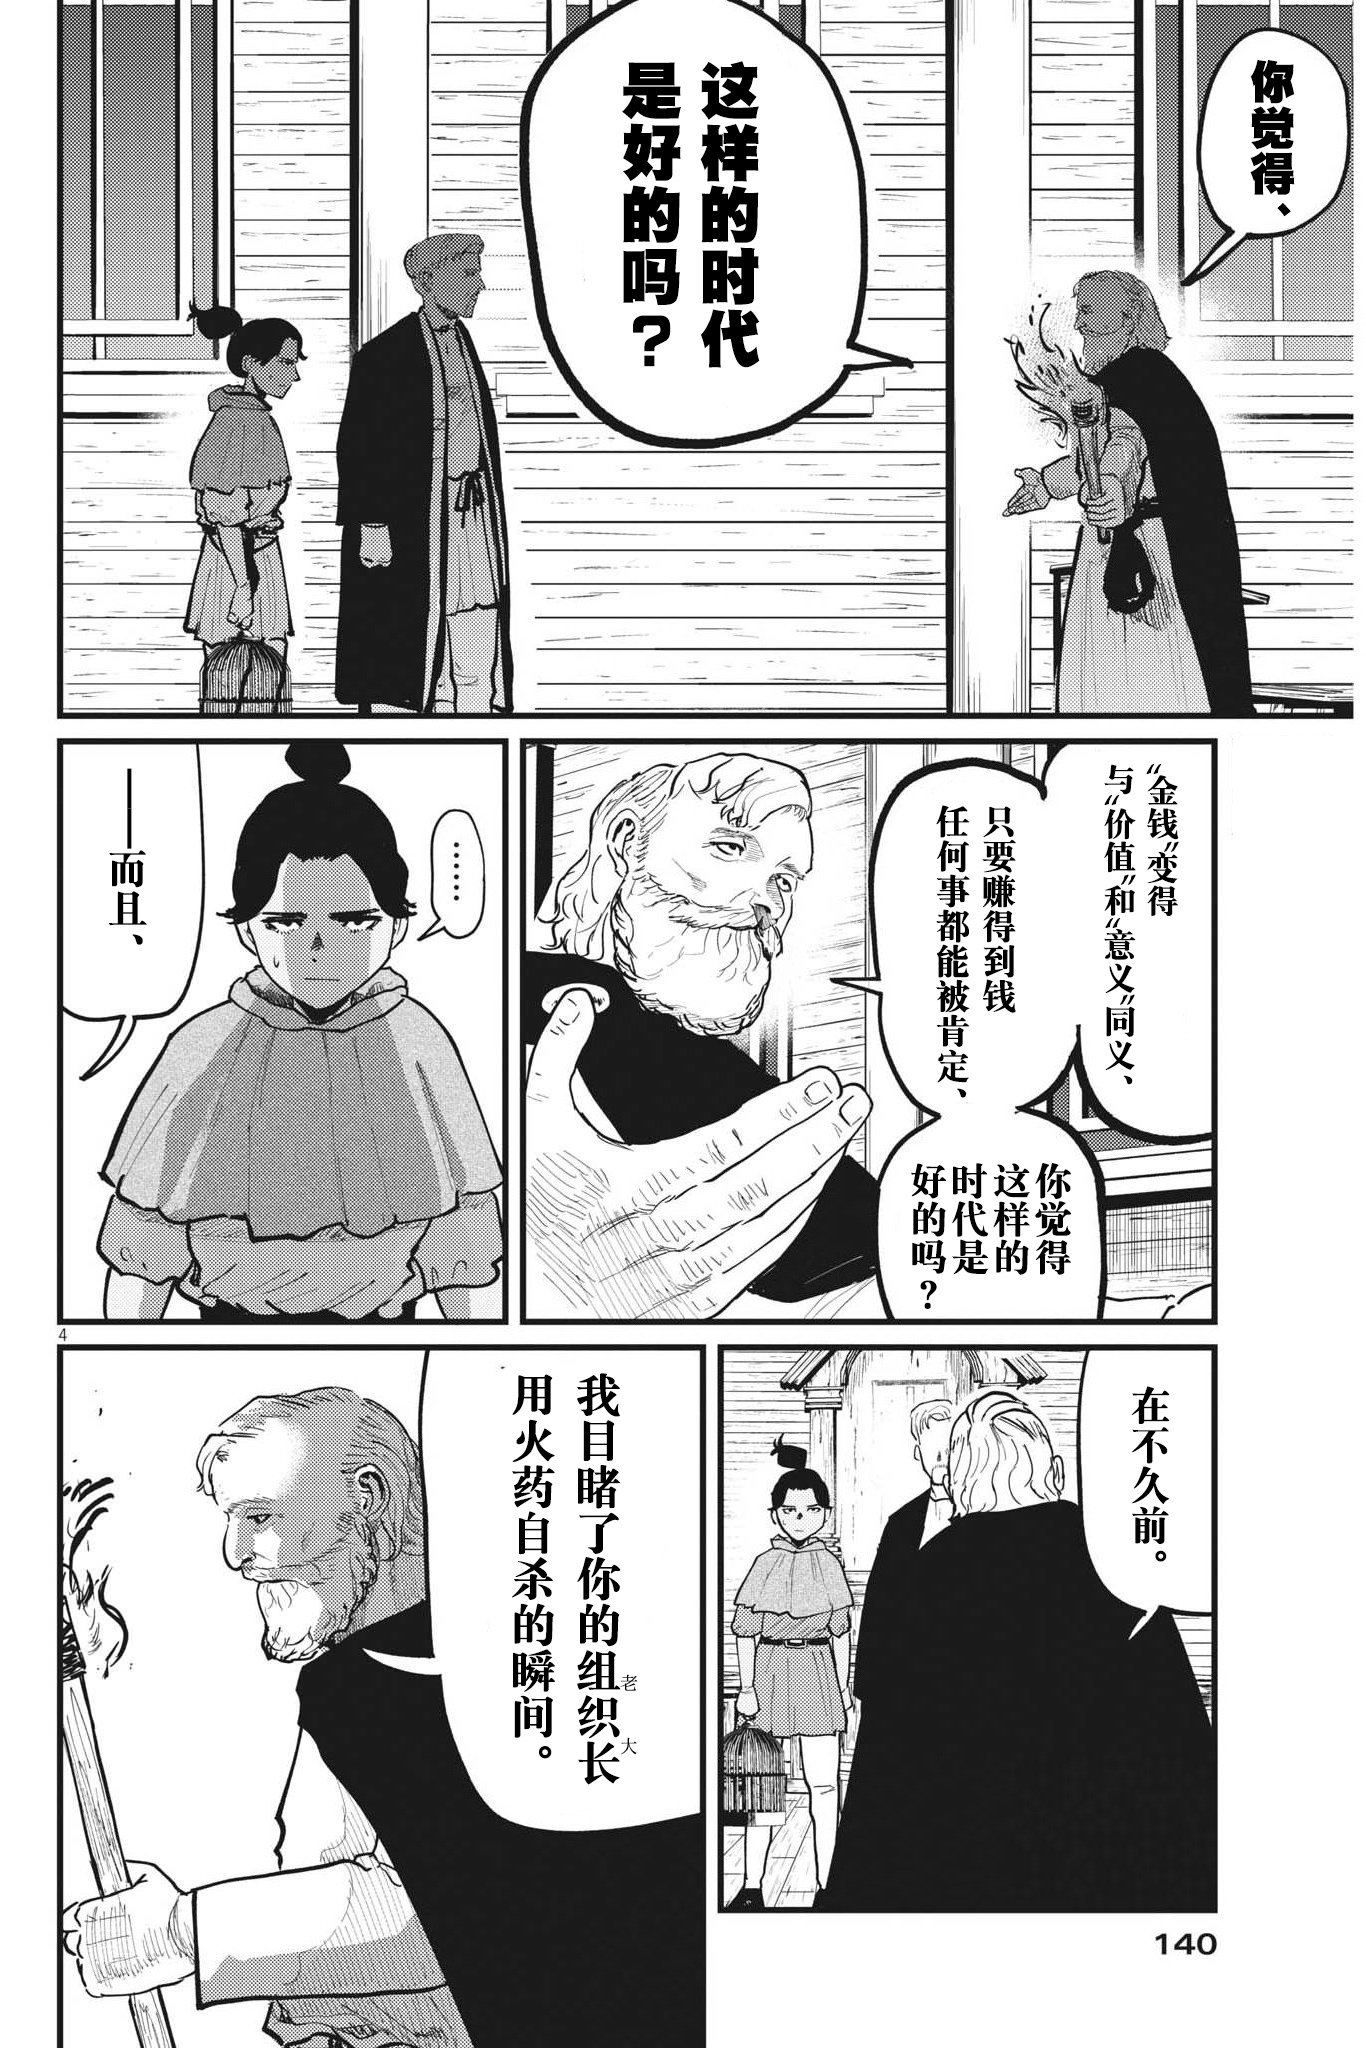 你觉得、
这样的时代
是好的吗？
“金钱”变得
与“价值”和“意义”同义、
只要赚得到钱
任何事都能被肯定、
你觉得
这样的
时代是
好的吗？
……
——而且、
4
在不久前。
我目睹了你的组织长
老大
用火药自杀的瞬间。
140